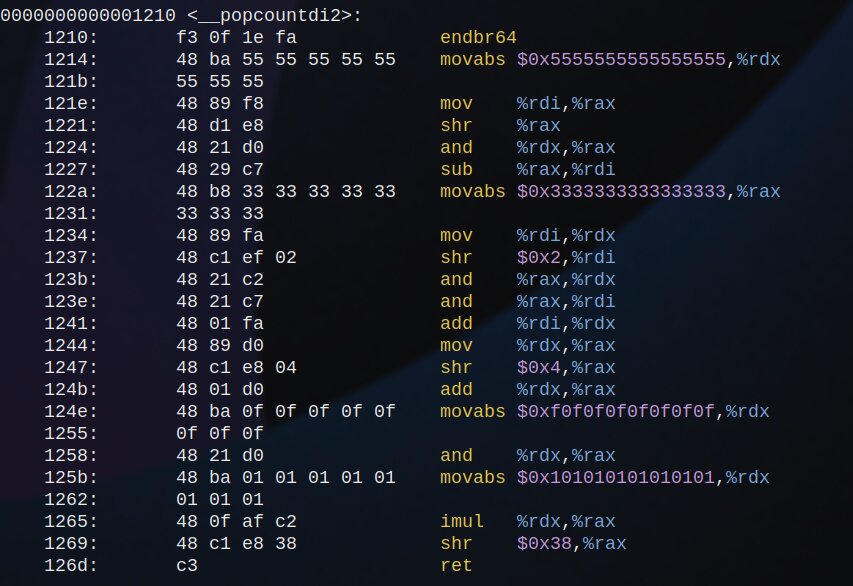 0000000000001210 <__popcountdi2>:
1210: f3 0f 1e fa endbr64
1214: 48 ba 55 55 55 55 55 movabs $0x5555555555555555,%rdx
121b: 55 55 55
121e: 48 89 f8 mov %rdi,%rax
1221: 48 d1 e8 shr %rax
1224: 48 21 d0 and %rdx,%rax
1227: 48 29 c7 sub %rax,%rdi
122a: 48 b8 33 33 33 33 33 movabs $0x3333333333333333,%rax
1231: 33 33 33
1234: 48 89 fa mov %rdi,%rdx
1237: 48 c1 ef 02 shr $0x2,%rdi
123b: 48 21 c2 and %rax,%rdx
123e: 48 21 c7 and %rax,%rdi
1241: 48 01 fa add %rdi,%rdx
1244: 48 89 d0 mov %rdx,%rax
1247: 48 c1 e8 04 shr $0x4,%rax
124b: 48 01 d0 add %rdx,%rax
124e: 48 ba 0f 0f 0f 0f 0f movabs $0xf0f0f0f0f0f0f0f,%rdx
1255: 0f 0f 0f
1258: 48 21 d0 and %rdx,%rax
125b: 48 ba 01 01 01 01 01 movabs $0x101010101010101,%rdx
1262: 01 01 01
1265: 48 0f af c2 imul %rdx,%rax
1269: 48 c1 e8 38 shr $0x38,%rax
126d: c3 ret